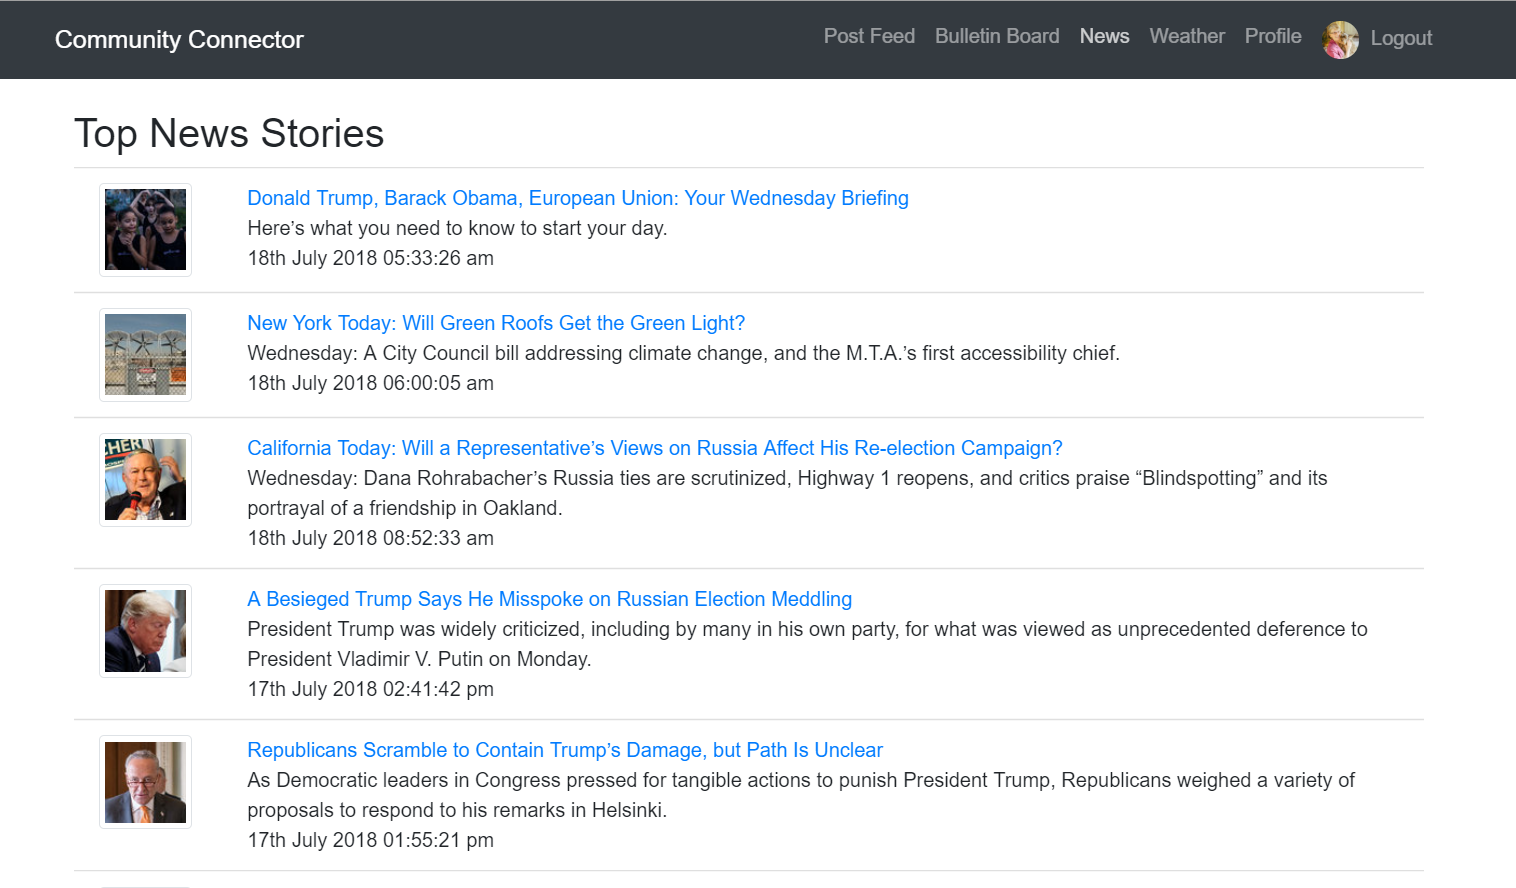 Community Connector
Post Feed Bulletin Board News Weather Profile Logout
Top News Stories
Donald Trump, Barack Obama, European Union: Your Wednesday Briefing
Here’s what you need to know to start your day.
18th July 2018 05:33:26 am
New York Today: Will Green Roofs Get the Green Light?
Wednesday: A City Council bill addressing climate change, and the M.T.A.’s first accessibility chief.
18th July 2018 06:00:05 am
CHER
California Today: Will a Representative’s Views on Russia Affect His Re-election Campaign?
Wednesday: Dana Rohrabacher’s Russia ties are scrutinized, Highway 1 reopens, and critics praise “Blindspotting” and its
portrayal of a friendship in Oakland.
18th July 2018 08:52:33 am
A Besieged Trump Says He Misspoke on Russian Election Meddling
President Trump was widely criticized, including by many in his own party, for what was viewed as unprecedented deference to
President Vladimir V. Putin on Monday.
17th July 2018 02:41:42 pm
Republicans Scramble to Contain Trump’s Damage, but Path Is Unclear
As Democratic leaders in Congress pressed for tangible actions to punish President Trump, Republicans weighed a variety of
proposals to respond to his remarks in Helsinki.
17th July 2018 01:55:21 pm